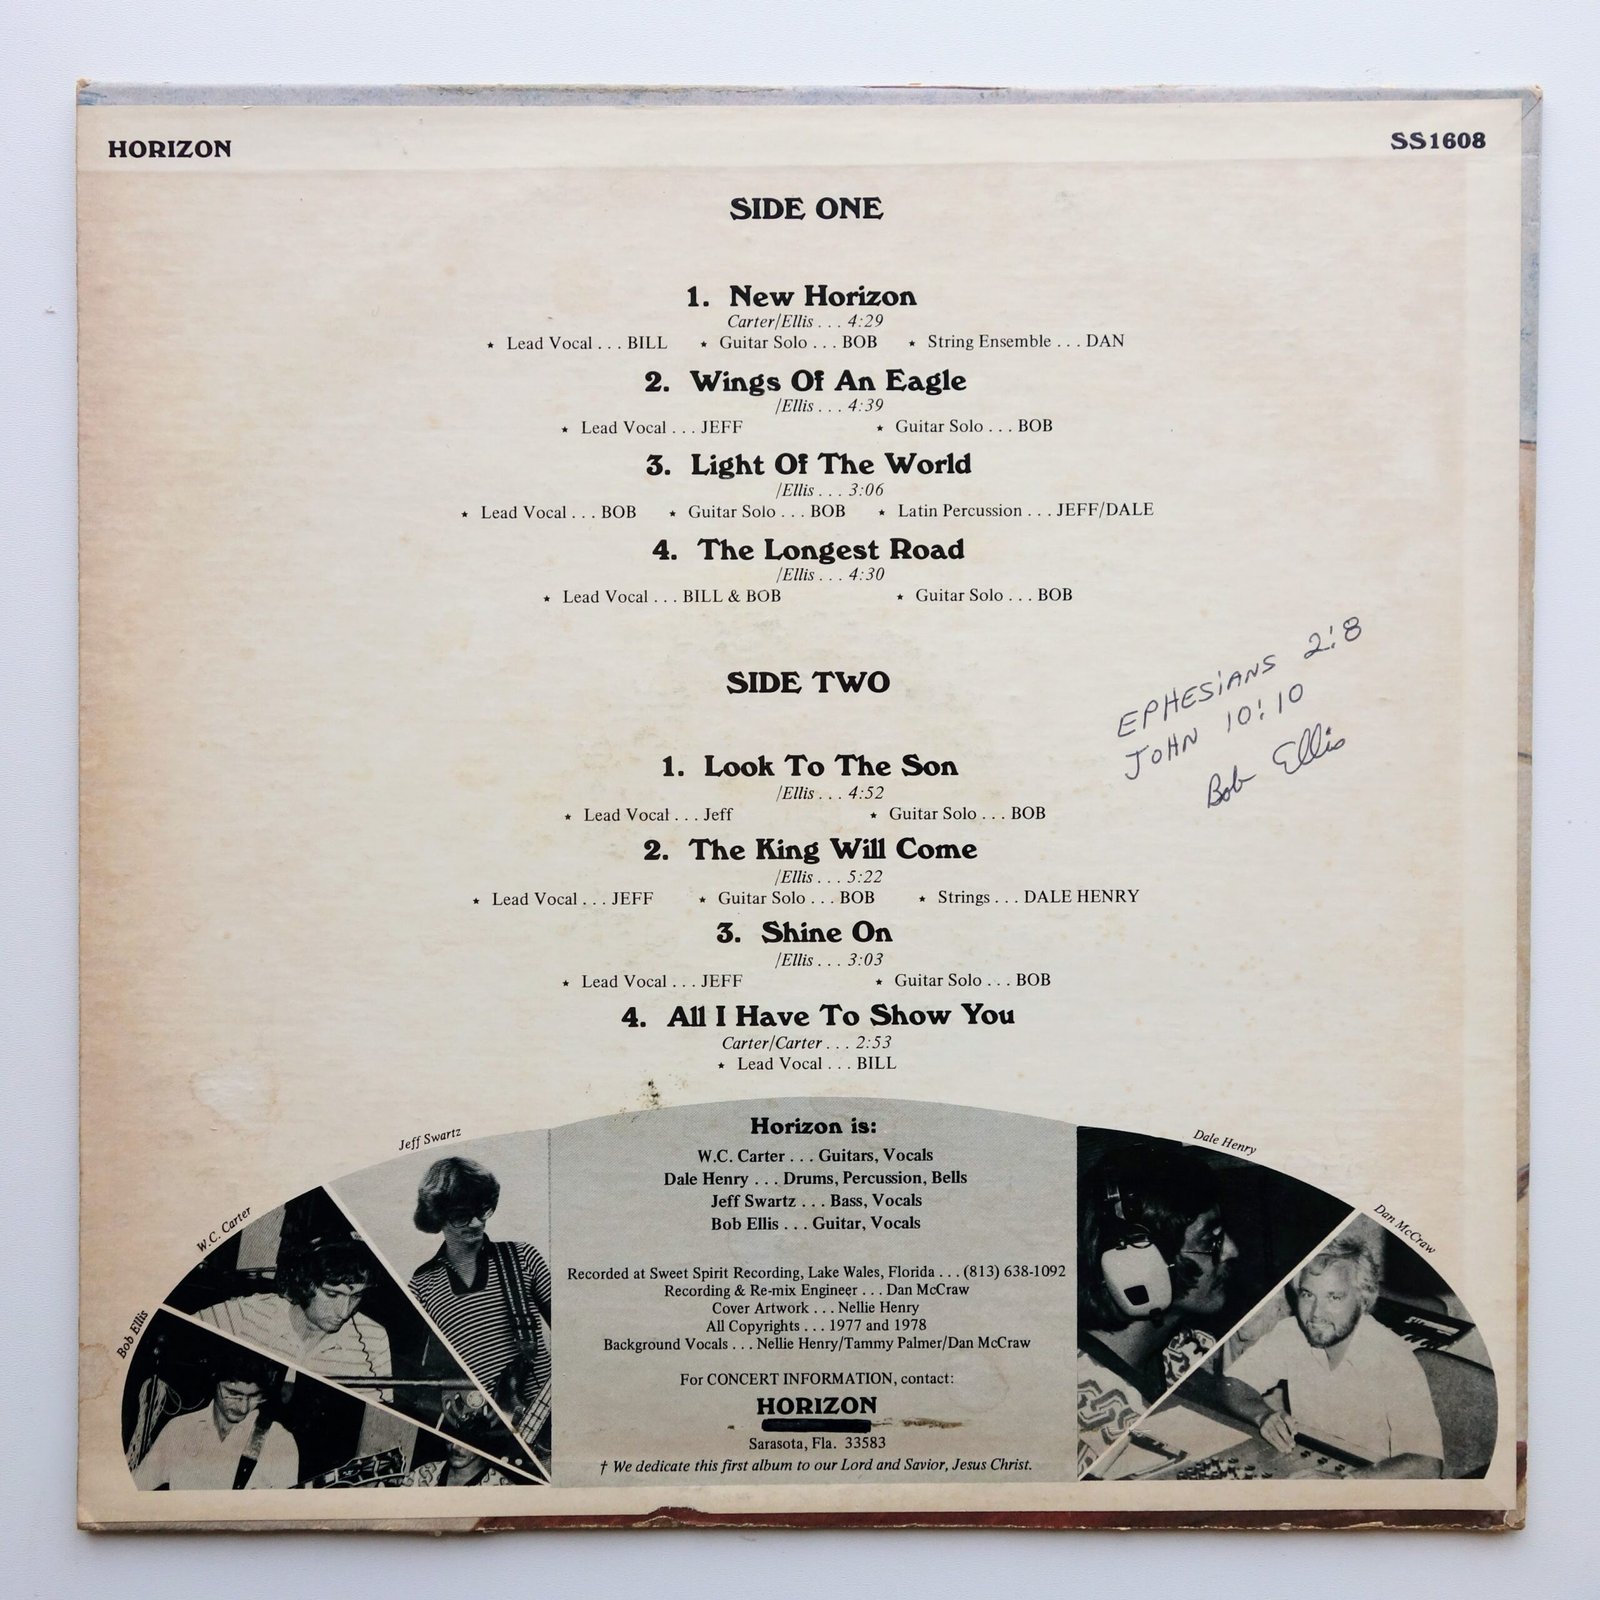 HORIZON
SS1608
SIDE ONE
1. New Horizon
Carter/Ellis . . . 4:29
⋆ Lead Vocal . . . BILL ⋆ Guitar Solo . . . BOB ⋆ String Ensemble . . . DAN
2. Wings Of An Eagle
/Ellis . . . 4:39
⋆ Lead Vocal . . . JEFF ⋆ Guitar Solo . . . BOB
3. Light Of The World
/Ellis . . . 3:06
⋆ Lead Vocal . . . BOB ⋆ Guitar Solo . . . BOB ⋆ Latin Percussion . . . JEFF/DALE
4. The Longest Road
/Ellis . . . 4:30
⋆ Lead Vocal . . . BILL & BOB ⋆ Guitar Solo . . . BOB
EPHESiANS 2:8
JOHN 10:10
Bob Ellis
SIDE TWO
1. Look To The Son
/Ellis . . . 4:52
⋆ Lead Vocal . . . Jeff ⋆ Guitar Solo . . . BOB
2. The King Will Come
/Ellis . . . 5:22
⋆ Lead Vocal . . . JEFF ⋆ Guitar Solo . . . BOB ⋆ Strings . . . DALE HENRY
3. Shine On
/Ellis . . . 3:03
⋆ Lead Vocal . . . JEFF ⋆ Guitar Solo . . . BOB
4. All I Have To Show You
Carter/Carter . . . 2:53
⋆ Lead Vocal . . . BILL
Bob Ellis
W.C. Carter
Jeff Swartz
Horizon is:
W.C. Carter . . . Guitars, Vocals
Dale Henry . . . Drums, Percussion, Bells
Jeff Swartz . . . Bass, Vocals
Bob Ellis . . . Guitar, Vocals
Recorded at Sweet Spirit Recording, Lake Wales, Florida . . . (813) 638-1092
Recording & Re-mix Engineer . . . Dan McCraw
Cover Artwork . . . Nellie Henry
All Copyrights . . . 1977 and 1978
Background Vocals . . . Nellie Henry/Tammy Palmer/Dan McCraw
For CONCERT INFORMATION, contact:
HORIZON
Sarasota, Fla. 33583
† We dedicate this first album to our Lord and Savior, Jesus Christ.
Dale Henry
Dan McCraw